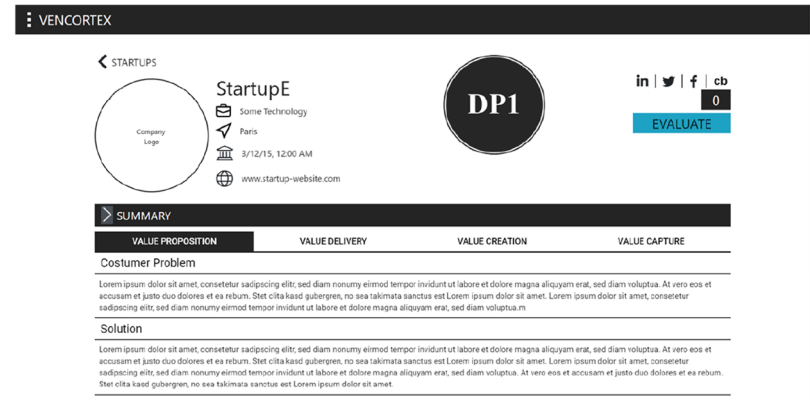 VENCORTEX
STARTUPS
StartupE
Company
Logo
Some Technology
Paris
3/12/15, 12:00 AM
www.startup-website.com
DP1
in | | f | cb
0
EVALUATE
SUMMARY
VALUE PROPOSITION VALUE DELIVERY VALUE CREATION VALUE CAPTURE
Costumer Problem
Lorem ipsum dolor sit amet, consetetur sadipscing elitr, sed diam nonumy eirmod tempor invidunt ut labore et dolore magna aliquyam erat, sed diam voluptua. At vero eos et
accusam et justo duo dolores et ea rebum. Stet clita kasd gubergren, no sea takimata sanctus est Lorem ipsum dolor sit amet. Lorem ipsum dolor sit amet, consetetur
sadipscing elitr, sed diam nonumy eirmod tempor invidunt ut labore et dolore magna aliquyam erat, sed diam voluptua.m
Solution
Lorem ipsum dolor sit amet, consetetur sadipscing elitr, sed diam nonumy eirmod tempor invidunt ut labore et dolore magna aliquyam erat, sed diam voluptua. At vero eos et
accusam et justo duo dolores et ea rebum. Stet clita kasd gubergren, no sea takimata sanctus est Lorem ipsum dolor sit amet. Lorem ipsum dolor sit amet, consetetur
sadipscing elitr, sed diam nonumy eirmod tempor invidunt ut labore et dolore magna aliquyam erat, sed diam voluptua. At vero eos et accusam et justo duo dolores et ea rebum.
Stet clita kasd gubergren, no sea takimata sanctus est Lorem ipsum dolor sit amet.